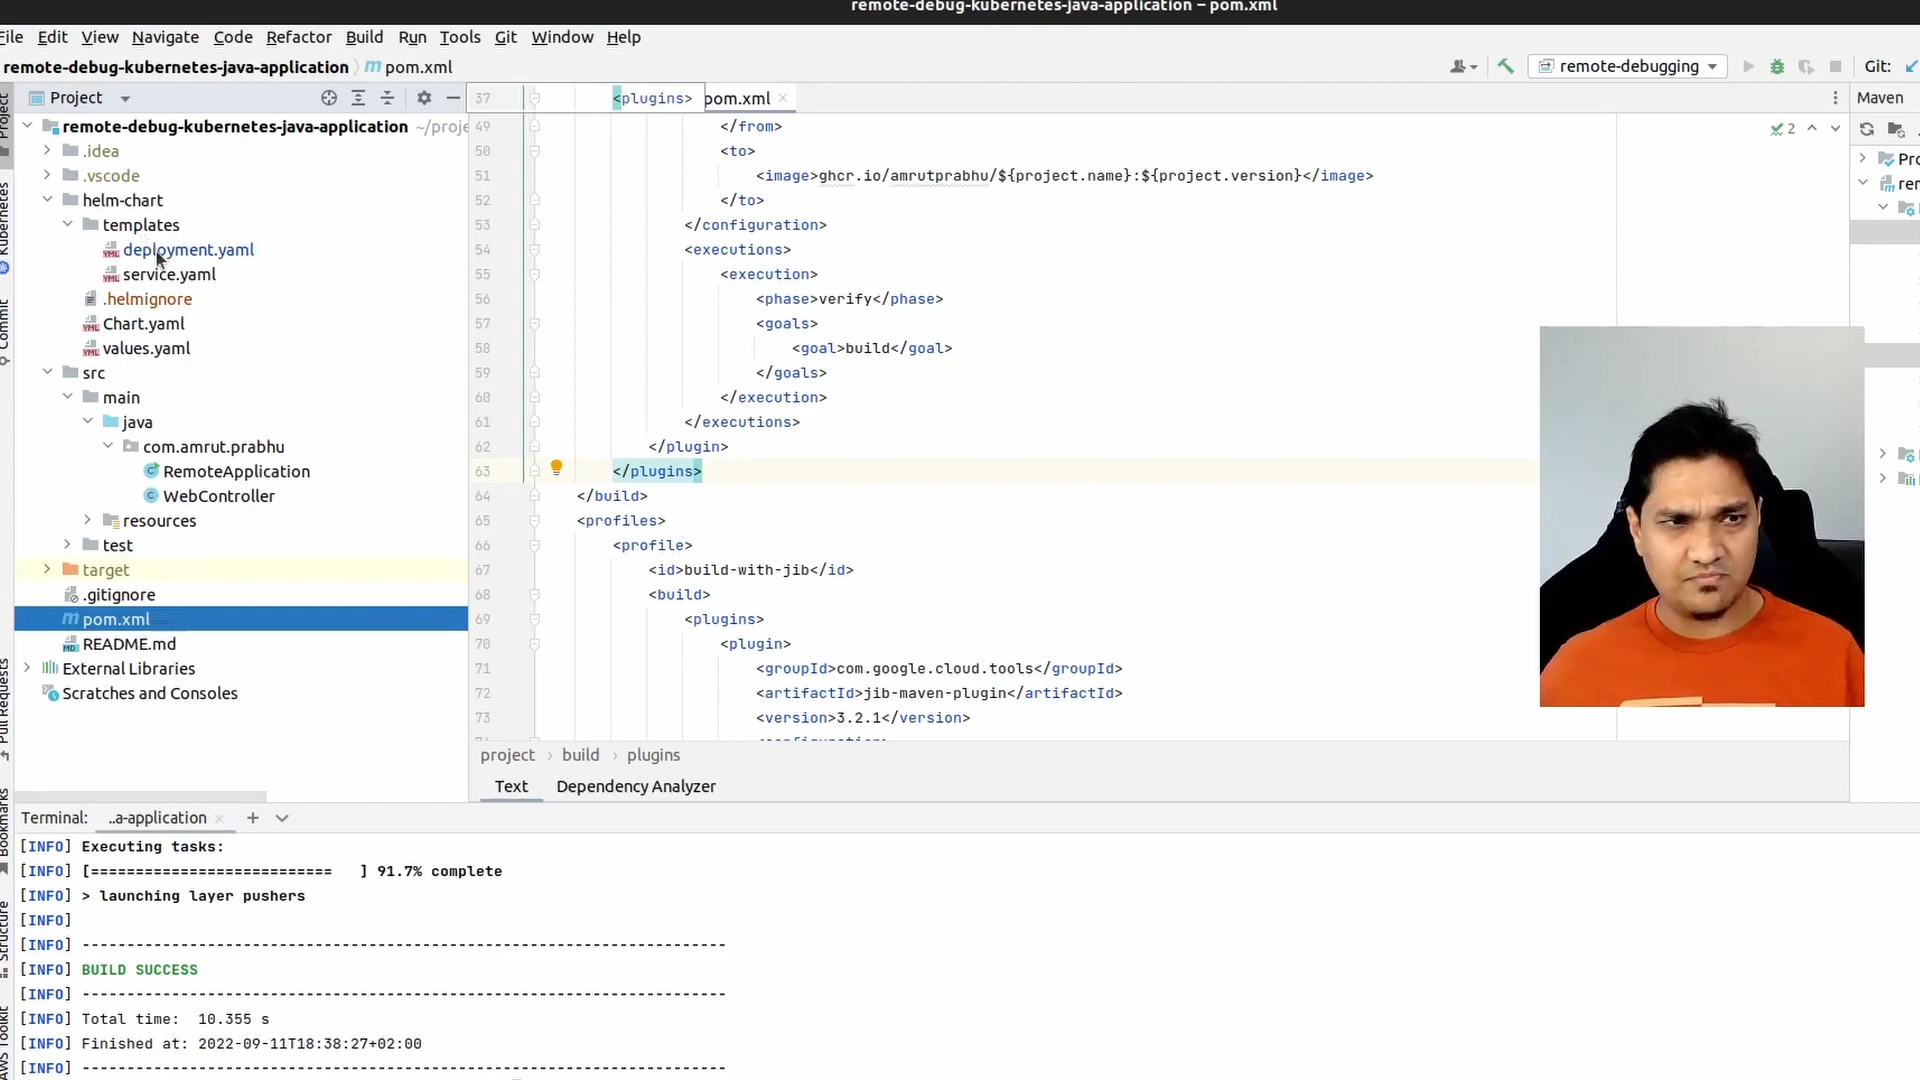 remote-debug-kubernetes-java-application – pom.xml
File Edit View Navigate Code Refactor Build Run Tools Git Window Help
remote-debug-kubernetes-java-application pom.xml
remote-debugging
Git:
Project
37 <plugins>
pom.xml
Maven
remote-debug-kubernetes-java-application
.idea
.vscode
helm-chart
templates
deployment.yaml
service.yaml
.helmignore
Chart.yaml
values.yaml
src
main
java
com.amrut.prabhu
RemoteApplication
WebController
resources
test
target
.gitignore
pom.xml
README.md
External Libraries
Scratches and Consoles
49 </from>
50 <to>
51 <image>ghcr.io/amrutprabhu/${project.name}:${project.version}</image>
52 </to>
53 </configuration>
54 <executions>
55 <execution>
56 <phase>verify</phase>
57 <goals>
58 <goal>build</goal>
59 </goals>
60 </execution>
61 </executions>
62 </plugin>
63 </plugins>
64 </build>
65 <profiles>
66 <profile>
67 <id>build-with-jib</id>
68 <build>
69 <plugins>
70 <plugin>
71 <groupId>com.google.cloud.tools</groupId>
72 <artifactId>jib-maven-plugin</artifactId>
73 <version>3.2.1</version>
2
project › build › plugins
Text Dependency Analyzer
Project
Kubernetes
Commit
Pull Requests
Bookmarks
Structure
AWS Toolkit
Terminal: ..a-application
[INFO] Executing tasks:
[INFO] [============================   ] 91.7% complete
[INFO] > launching layer pushers
[INFO]
[INFO] ------------------------------------------------------------------------
[INFO] BUILD SUCCESS
[INFO] ------------------------------------------------------------------------
[INFO] Total time:  10.355 s
[INFO] Finished at: 2022-09-11T18:38:27+02:00
[INFO] ------------------------------------------------------------------------